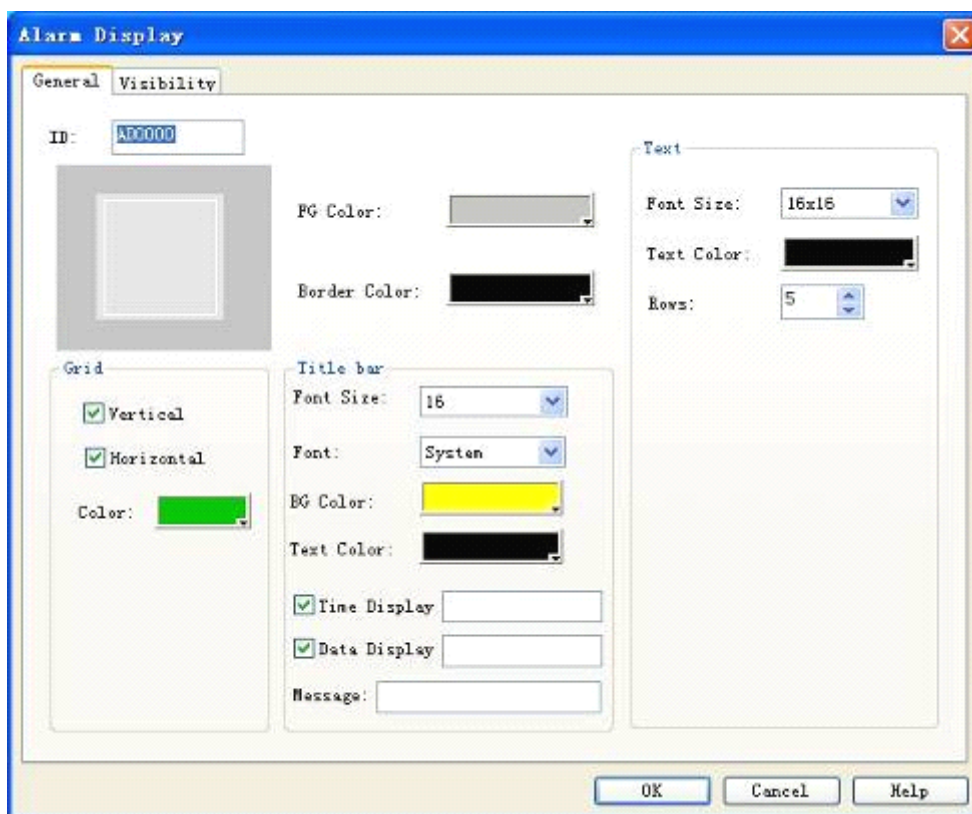 Alarm Display
General
Visibility
ID:
AD0000
FG Color:
Border Color:
Text
Font Size:
16x16
Text Color:
Rows:
5
Grid
Vertical
Horizontal
Color:
Title bar
Font Size:
16
Font:
System
BG Color:
Text Color:
Time Display
Data Display
Message:
OK
Cancel
Help